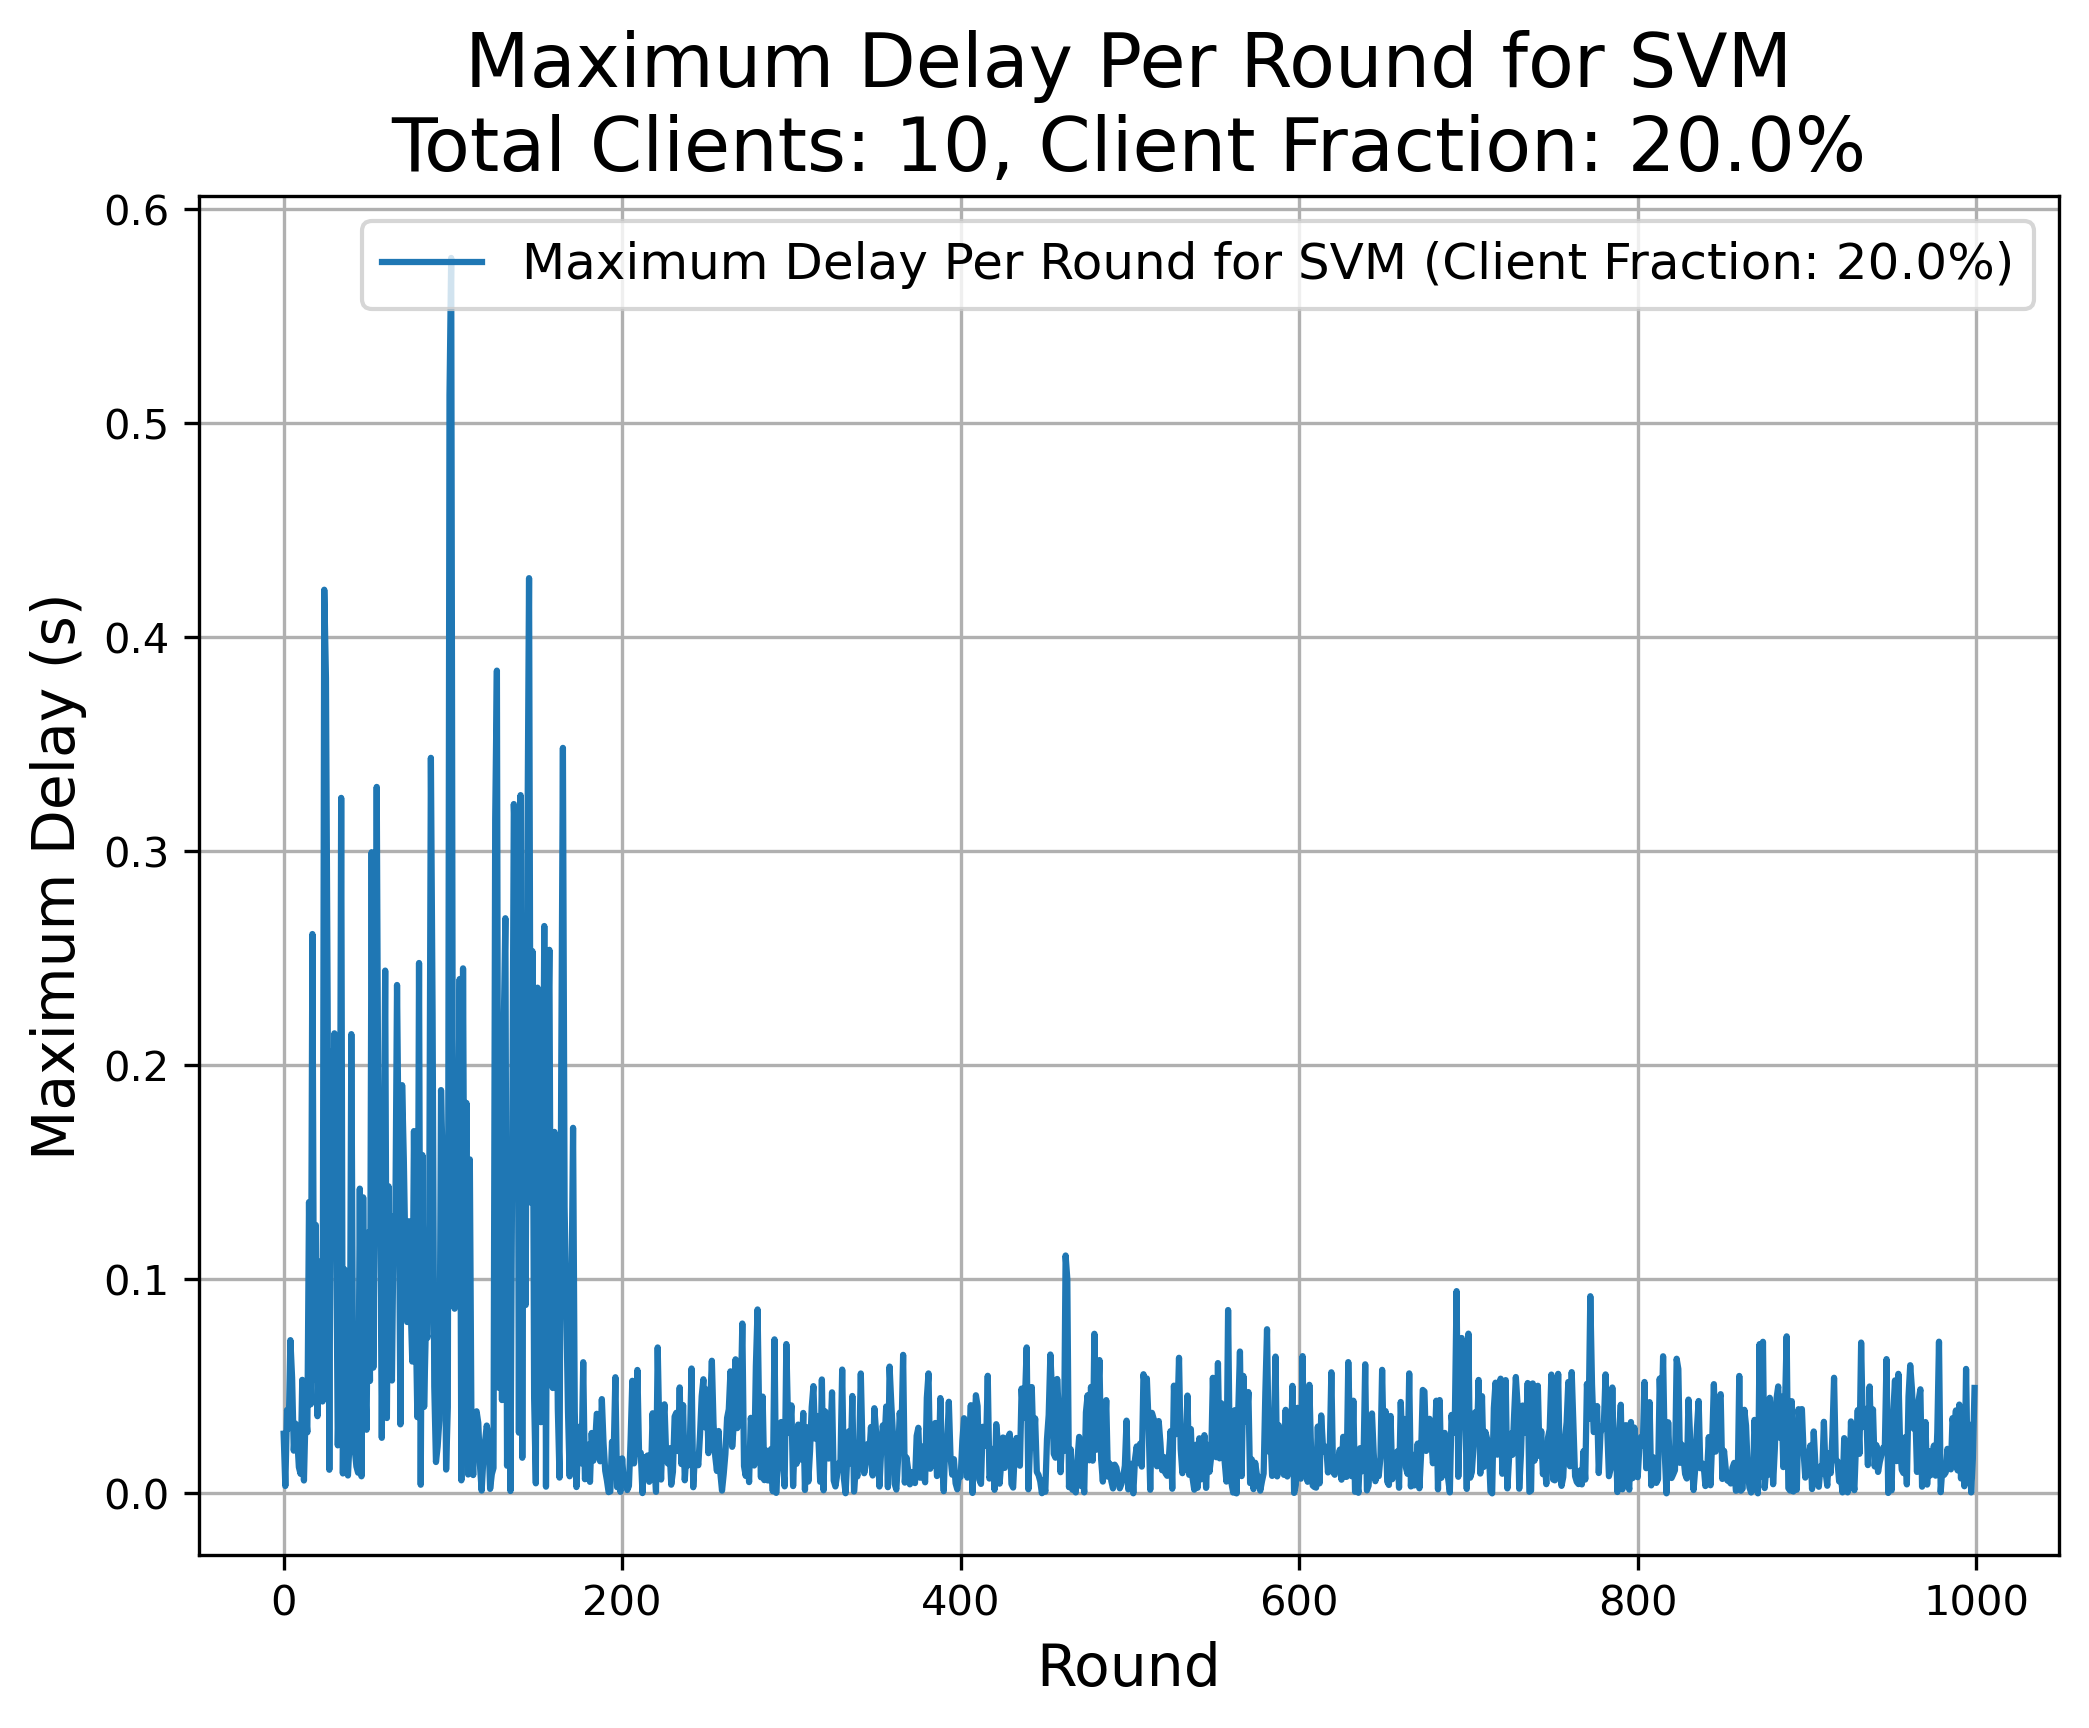 Maximum Delay Per Round for SVM
Total Clients: 10, Client Fraction: 20.0%
Maximum Delay Per Round for SVM (Client Fraction: 20.0%)
Maximum Delay (s)
0.6
0.5
0.4
0.3
0.2
0.1
0.0
0 200 400 600 800 1000
Round